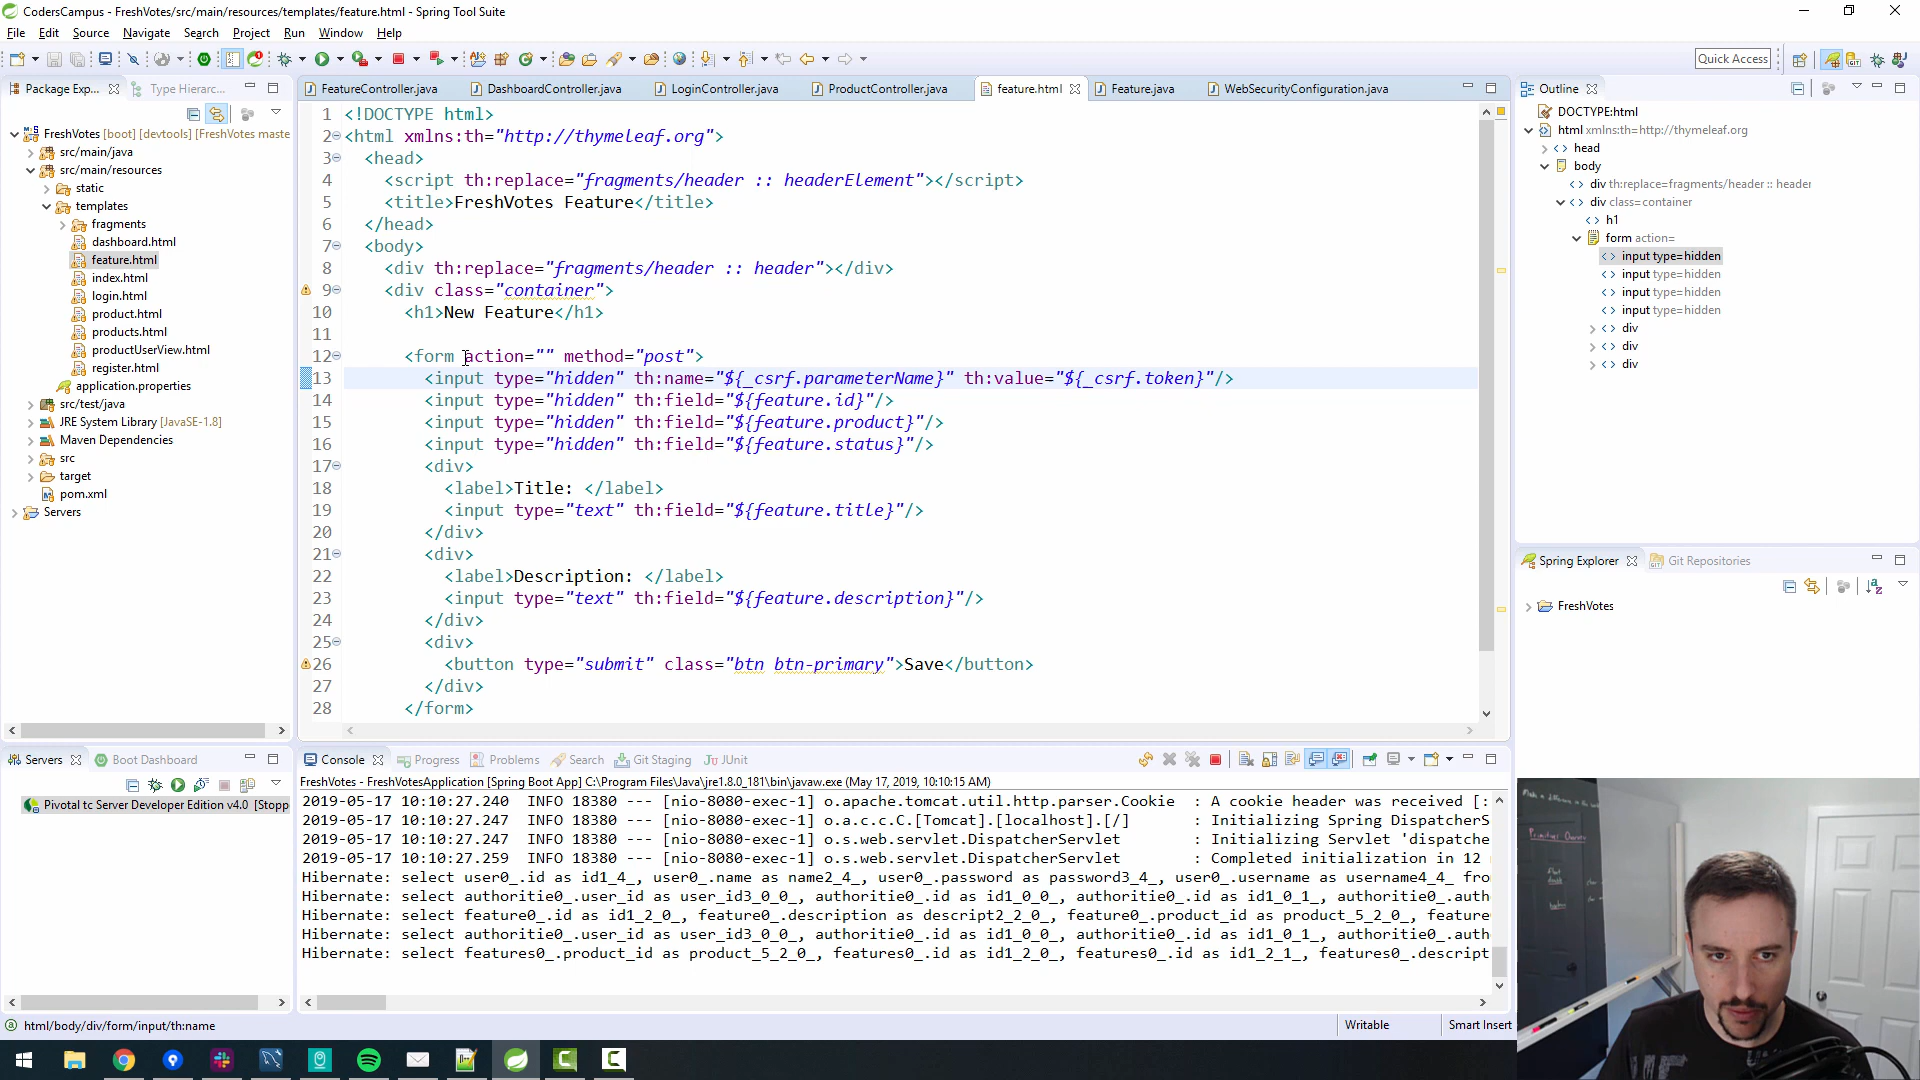 CodersCampus - FreshVotes/src/main/resources/templates/feature.html - Spring Tool Suite
File Edit Source Navigate Search Project Run Window Help
Quick Access
Package Exp... Type Hierarc...
FreshVotes [boot] [devtools] [FreshVotes maste
src/main/java
src/main/resources
static
templates
fragments
dashboard.html
feature.html
index.html
login.html
product.html
products.html
productUserView.html
register.html
application.properties
src/test/java
JRE System Library [JavaSE-1.8]
Maven Dependencies
src
target
pom.xml
Servers
FeatureController.java DashboardController.java LoginController.java ProductController.java feature.html Feature.java WebSecurityConfiguration.java
1 <!DOCTYPE html>
2 <html xmlns:th="http://thymeleaf.org">
3 <head>
4 <script th:replace="fragments/header :: headerElement"></script>
5 <title>FreshVotes Feature</title>
6 </head>
7 <body>
8 <div th:replace="fragments/header :: header"></div>
9 <div class="container">
10 <h1>New Feature</h1>
11
12 <form action="" method="post">
13 <input type="hidden" th:name="${_csrf.parameterName}" th:value="${_csrf.token}"/>
14 <input type="hidden" th:field="${feature.id}"/>
15 <input type="hidden" th:field="${feature.product}"/>
16 <input type="hidden" th:field="${feature.status}"/>
17 <div>
18 <label>Title: </label>
19 <input type="text" th:field="${feature.title}"/>
20 </div>
21 <div>
22 <label>Description: </label>
23 <input type="text" th:field="${feature.description}"/>
24 </div>
25 <div>
26 <button type="submit" class="btn btn-primary">Save</button>
27 </div>
28 </form>
Outline
DOCTYPE:html
html xmlns:th=http://thymeleaf.org
head
body
div th:replace=fragments/header :: header
div class=container
h1
form action=
input type=hidden
input type=hidden
input type=hidden
input type=hidden
div
div
div
Spring Explorer Git Repositories
FreshVotes
Servers Boot Dashboard
Pivotal tc Server Developer Edition v4.0 [Stopp
Console Progress Problems Search Git Staging JUnit
FreshVotes - FreshVotesApplication [Spring Boot App] C:\Program Files\Java\jre1.8.0_181\bin\javaw.exe (May 17, 2019, 10:10:15 AM)
2019-05-17 10:10:27.240 INFO 18380 --- [nio-8080-exec-1] o.apache.tomcat.util.http.parser.Cookie : A cookie header was received [:
2019-05-17 10:10:27.247 INFO 18380 --- [nio-8080-exec-1] o.a.c.c.C.[Tomcat].[localhost].[/] : Initializing Spring DispatcherS
2019-05-17 10:10:27.247 INFO 18380 --- [nio-8080-exec-1] o.s.web.servlet.DispatcherServlet : Initializing Servlet 'dispatche
2019-05-17 10:10:27.259 INFO 18380 --- [nio-8080-exec-1] o.s.web.servlet.DispatcherServlet : Completed initialization in 12
Hibernate: select user0_.id as id1_4_, user0_.name as name2_4_, user0_.password as password3_4_, user0_.username as username4_4_ fro
Hibernate: select authoritie0_.user_id as user_id3_0_0_, authoritie0_.id as id1_0_0_, authoritie0_.id as id1_0_1_, authoritie0_.auth
Hibernate: select feature0_.id as id1_2_0_, feature0_.description as descript2_2_0_, feature0_.product_id as product_5_2_0_, feature
Hibernate: select authoritie0_.user_id as user_id3_0_0_, authoritie0_.id as id1_0_0_, authoritie0_.id as id1_0_1_, authoritie0_.auth
Hibernate: select features0_.product_id as product_5_2_0_, features0_.id as id1_2_0_, features0_.id as id1_2_1_, features0_.descript
html/body/div/form/input/th:name
Writable
Smart Insert